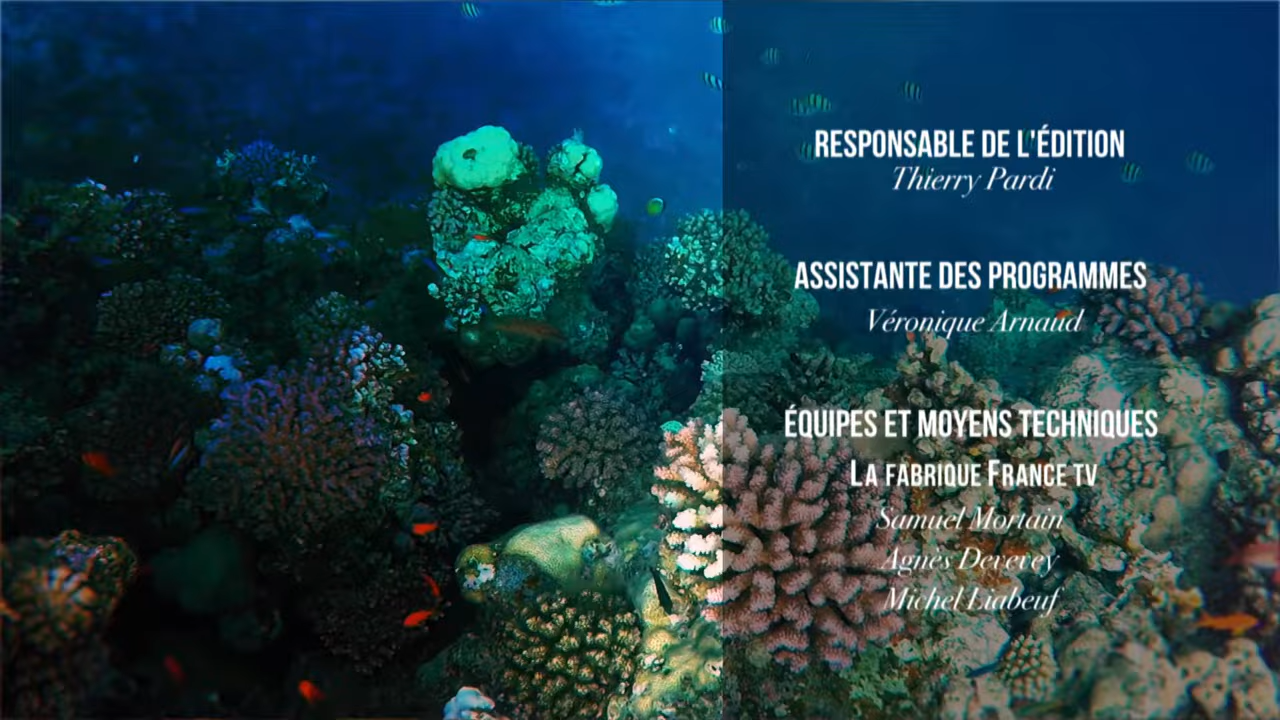 RESPONSABLE DE L'ÉDITION
Thierry Pardi
ASSISTANTE DES PROGRAMMES
Véronique Arnaud
ÉQUIPES ET MOYENS TECHNIQUES
LA FABRIQUE FRANCE TV
Samuel Mortain
Agnès Devevey
Michel Liabeuf